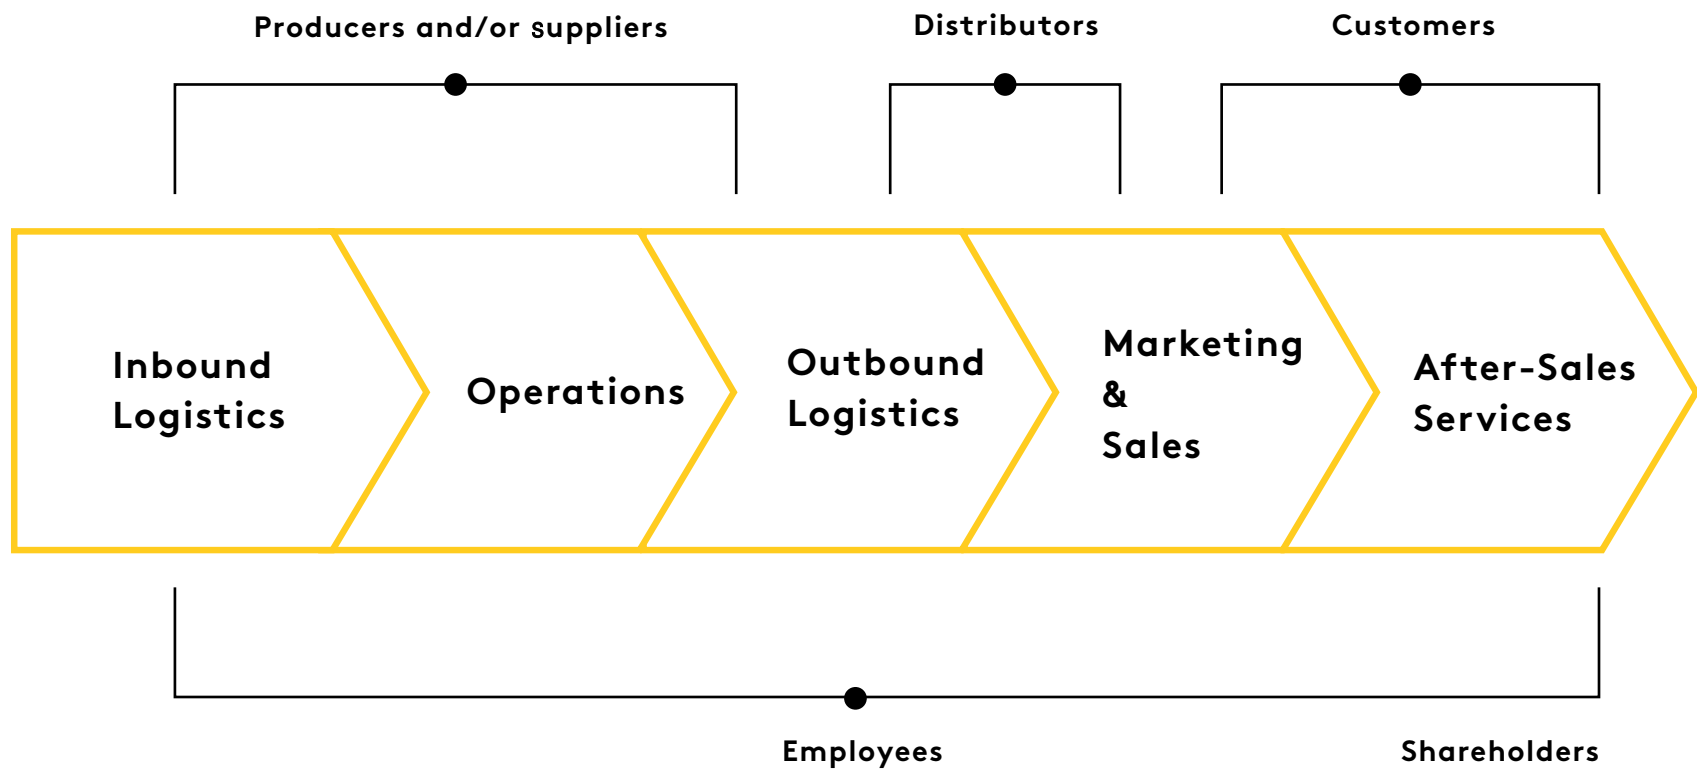 Producers and/or suppliers
Distributors
Customers
Inbound
Logistics
Operations
Outbound
Logistics
Marketing
&
Sales
After-Sales
Services
Employees
Shareholders